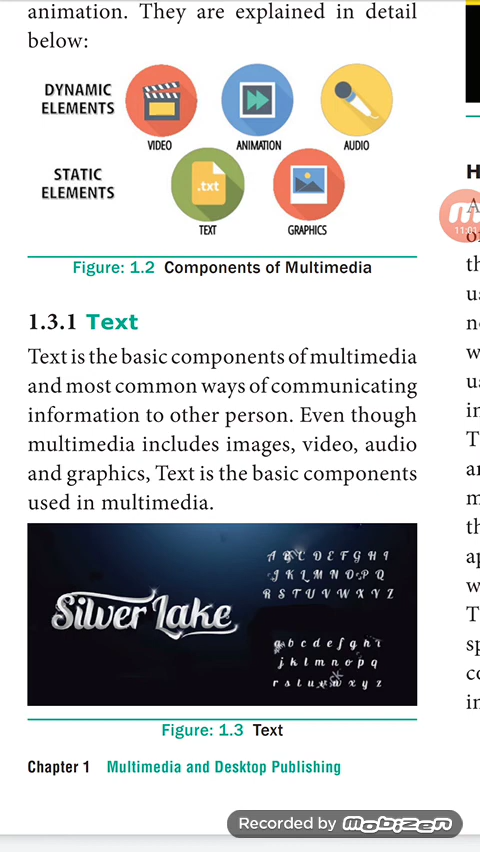 animation. They are explained in detail
below:
DYNAMIC
ELEMENTS
VIDEO
ANIMATION
AUDIO
STATIC
ELEMENTS
.txt
TEXT
GRAPHICS
Figure: 1.2 Components of Multimedia
1.3.1 Text
Text is the basic components of multimedia
and most common ways of communicating
information to other person. Even though
multimedia includes images, video, audio
and graphics, Text is the basic components
used in multimedia.
Silver Lake
A B C D E F G H I
J K L M N O P Q
R S T U V W X Y Z
a b c d e f g h i
j k l m n o p q
r s t u v w x y z
Figure: 1.3 Text
Chapter 1 Multimedia and Desktop Publishing
11:01
Recorded by mobizen